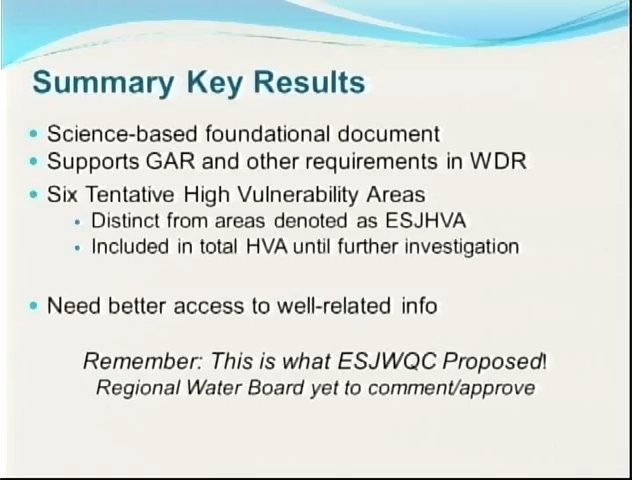 Summary Key Results
• Science-based foundational document
• Supports GAR and other requirements in WDR
• Six Tentative High Vulnerability Areas
• Distinct from areas denoted as ESJHVA
• Included in total HVA until further investigation
• Need better access to well-related info
Remember: This is what ESJWQC Proposed!
Regional Water Board yet to comment/approve